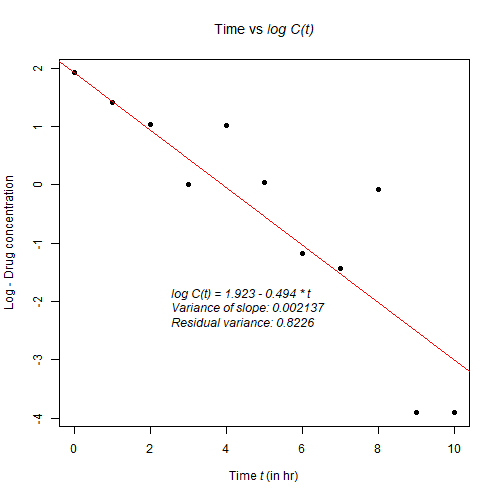 Time vs log C(t)
Log - Drug concentration
2
1
0
-1
-2
-3
-4
log C(t) = 1.923 - 0.494 * t
Variance of slope: 0.002137
Residual variance: 0.8226
0 2 4 6 8 10
Time t (in hr)